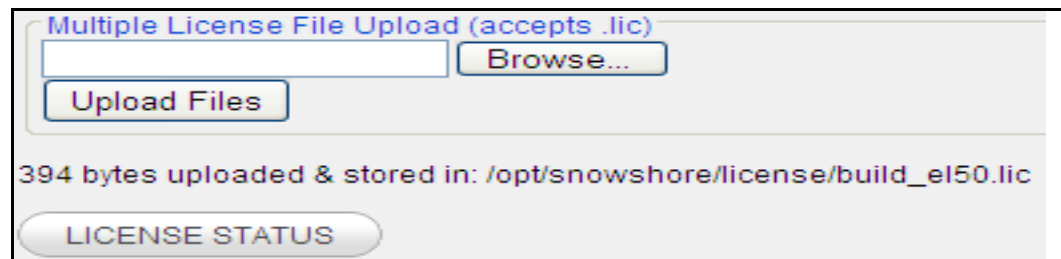 Multiple License File Upload (accepts .lic)
Browse...
Upload Files
394 bytes uploaded & stored in: /opt/snowshore/license/build_el50.lic
LICENSE STATUS